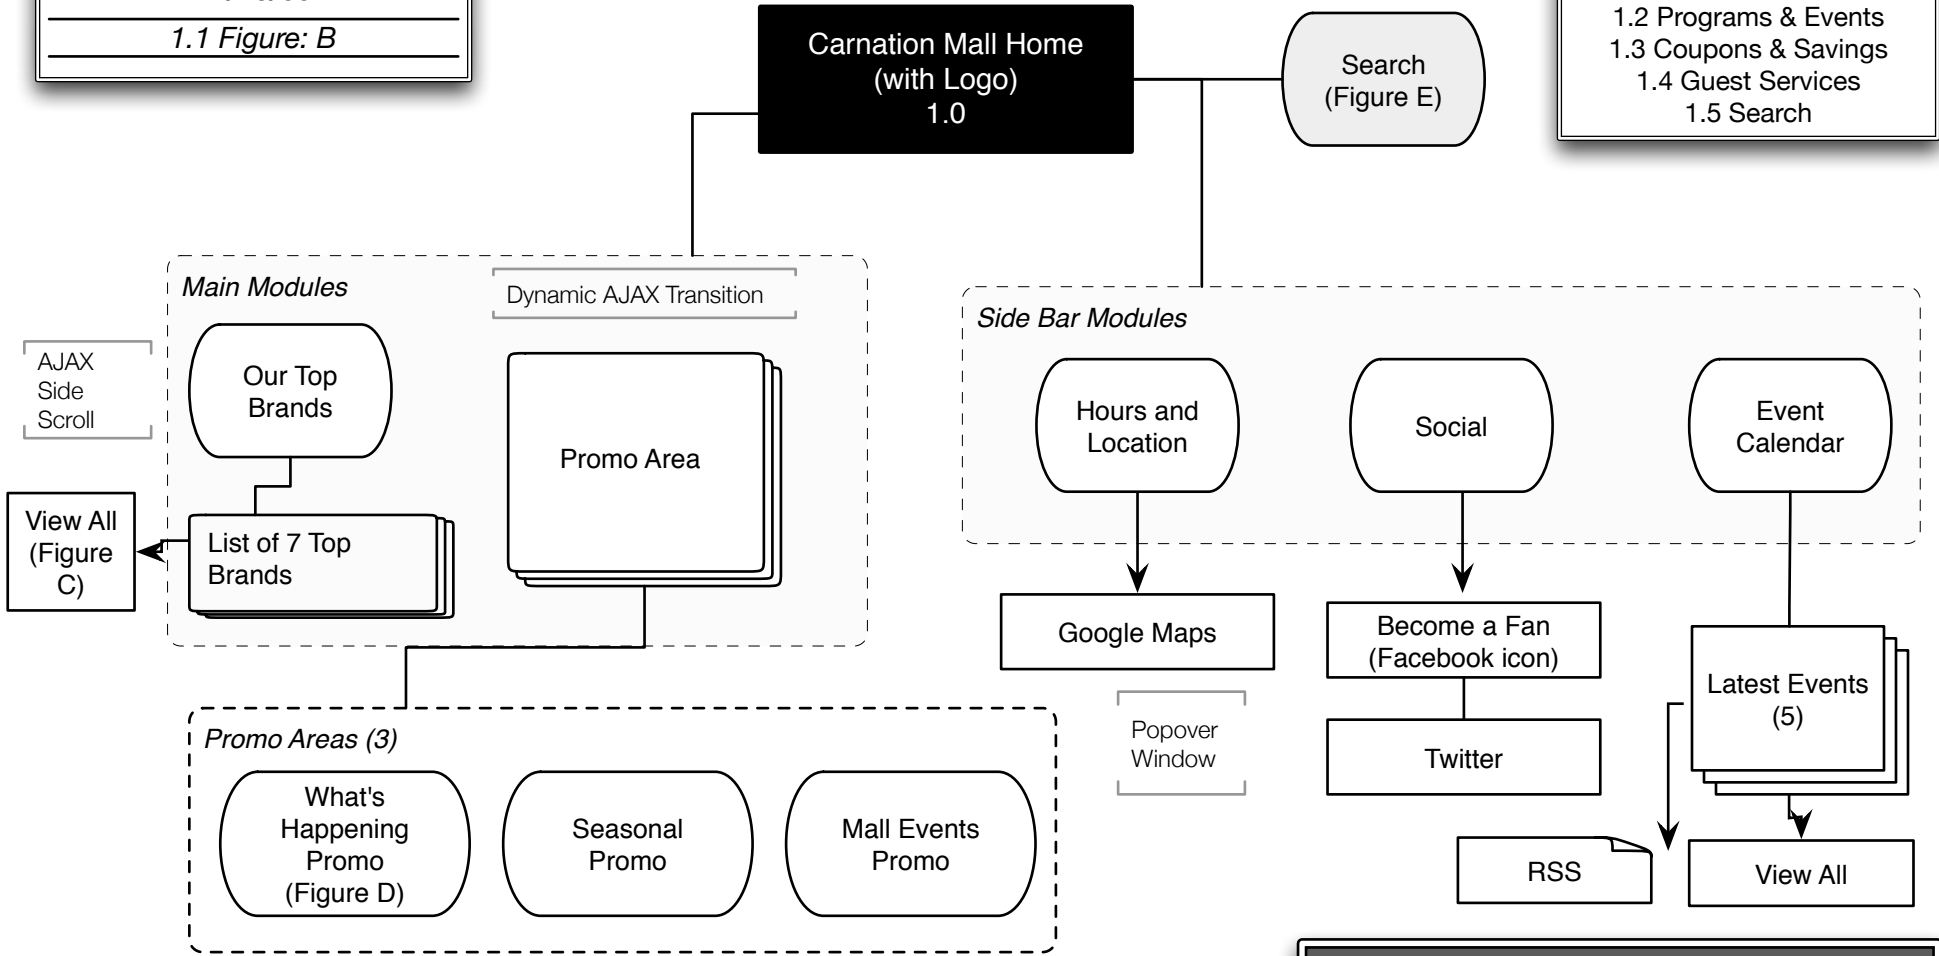 1.1 Figure: B
Carnation Mall Home
(with Logo)
1.0
Search
(Figure E)
1.2 Programs & Events
1.3 Coupons & Savings
1.4 Guest Services
1.5 Search
Main Modules
Dynamic AJAX Transition
AJAX
Side
Scroll
Our Top
Brands
Promo Area
View All
(Figure
C)
List of 7 Top
Brands
Side Bar Modules
Hours and
Location
Social
Event
Calendar
Google Maps
Become a Fan
(Facebook icon)
Latest Events
(5)
Popover
Window
Twitter
RSS
View All
Promo Areas (3)
What's
Happening
Promo
(Figure D)
Seasonal
Promo
Mall Events
Promo